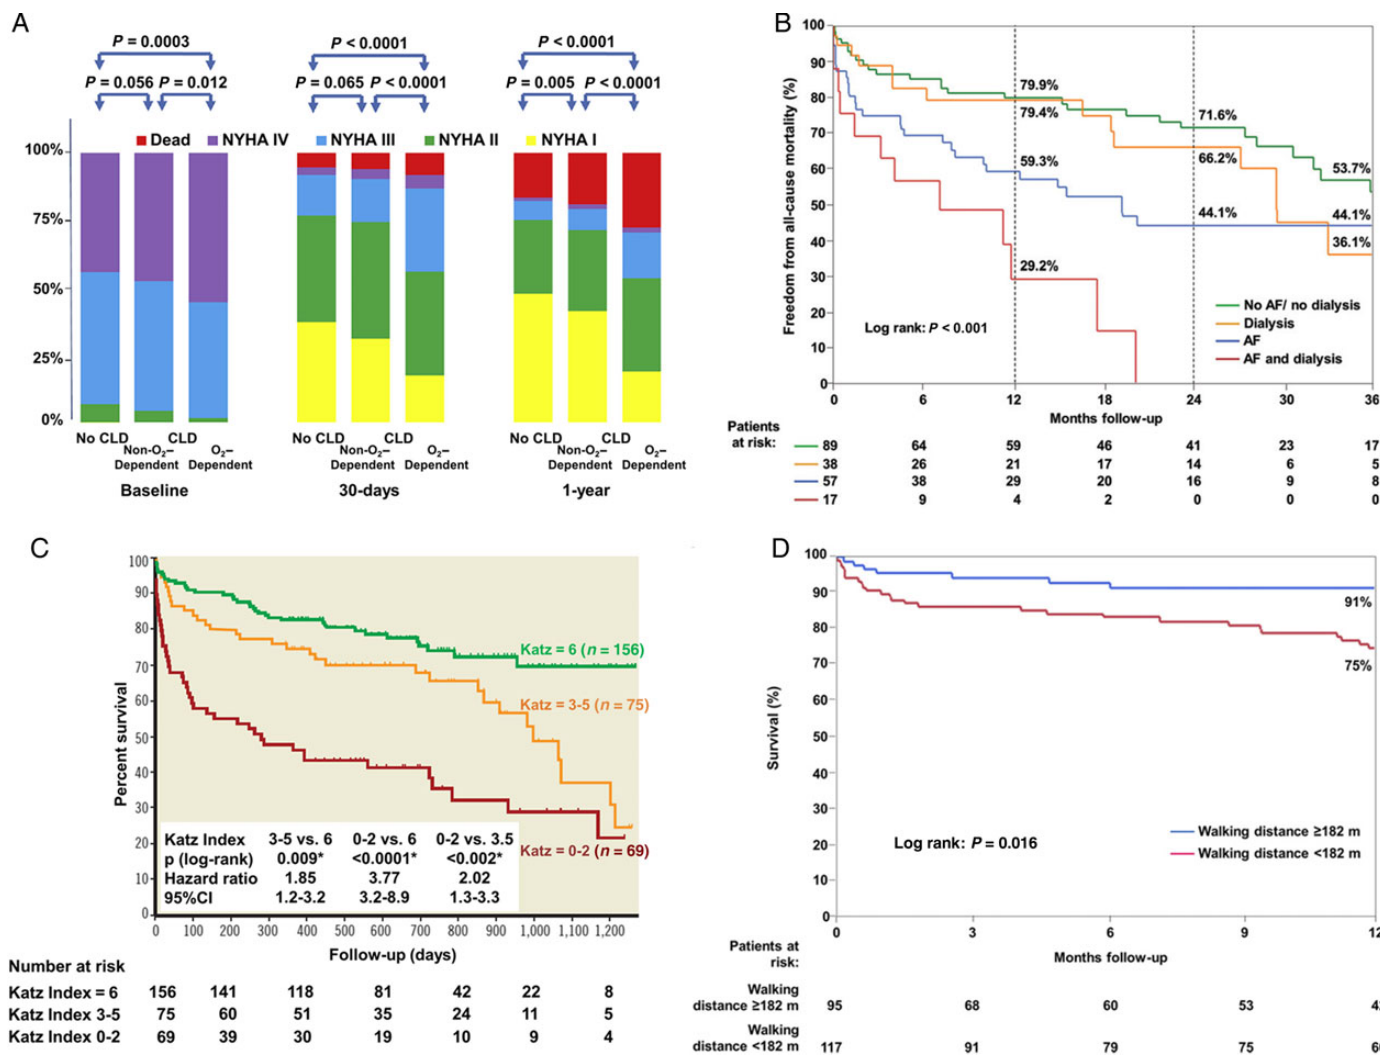 A
P = 0.0003
P = 0.056 P = 0.012
P < 0.0001
P = 0.065 P < 0.0001
P < 0.0001
P = 0.005 P < 0.0001
Dead NYHA IV NYHA III NYHA II NYHA I
100%
75%
50%
25%
0%
No CLD CLD
Non-O₂– Dependent
O₂– Dependent
Baseline
No CLD CLD
Non-O₂– Dependent
O₂– Dependent
30-days
No CLD CLD
Non-O₂– Dependent
O₂– Dependent
1-year
B
Freedom from all-cause mortality (%)
100
90
80
70
60
50
40
30
20
10
0
79.9%
79.4%
59.3%
29.2%
71.6%
66.2%
44.1%
53.7%
44.1%
36.1%
Log rank: P < 0.001
No AF/ no dialysis
Dialysis
AF
AF and dialysis
0 6 12 18 24 30 36
Months follow-up
Patients
at risk:
89 64 59 46 41 23 17
38 26 21 17 14 6 5
57 38 29 20 16 9 8
17 9 4 2 0 0 0
C
Percent survival
100
90
80
70
60
50
40
30
20
10
0
Katz = 6 (n = 156)
Katz = 3-5 (n = 75)
Katz = 0-2 (n = 69)
Katz Index 3-5 vs. 6 0-2 vs. 6 0-2 vs. 3.5
p (log-rank) 0.009* <0.0001* <0.002*
Hazard ratio 1.85 3.77 2.02
95%CI 1.2-3.2 3.2-8.9 1.3-3.3
0 100 200 300 400 500 600 700 800 900 1,000 1,100 1,200
Follow-up (days)
Number at risk
Katz Index = 6 156 141 118 81 42 22 8
Katz Index 3-5 75 60 51 35 24 11 5
Katz Index 0-2 69 39 30 19 10 9 4
D
Survival (%)
100
90
80
70
60
50
40
30
20
10
0
91%
75%
Log rank: P = 0.016
Walking distance ≥182 m
Walking distance <182 m
0 3 6 9 12
Months follow-up
Patients at
risk:
Walking
distance ≥182 m 95 68 60 53
Walking
distance <182 m 117 91 79 75